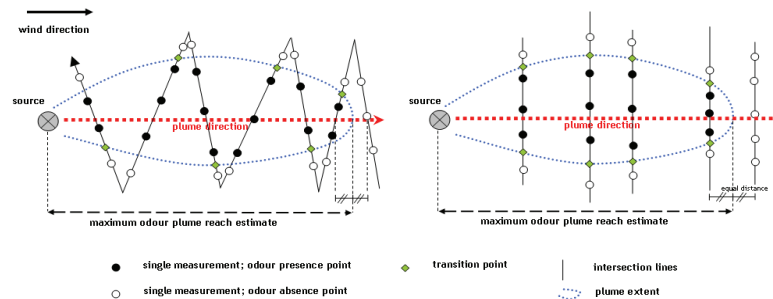 wind direction
source
plume direction
maximum odour plume reach estimate
source
plume direction
equal distance
maximum odour plume reach estimate
single measurement; odour presence point
transition point
intersection lines
single measurement; odour absence point
plume extent